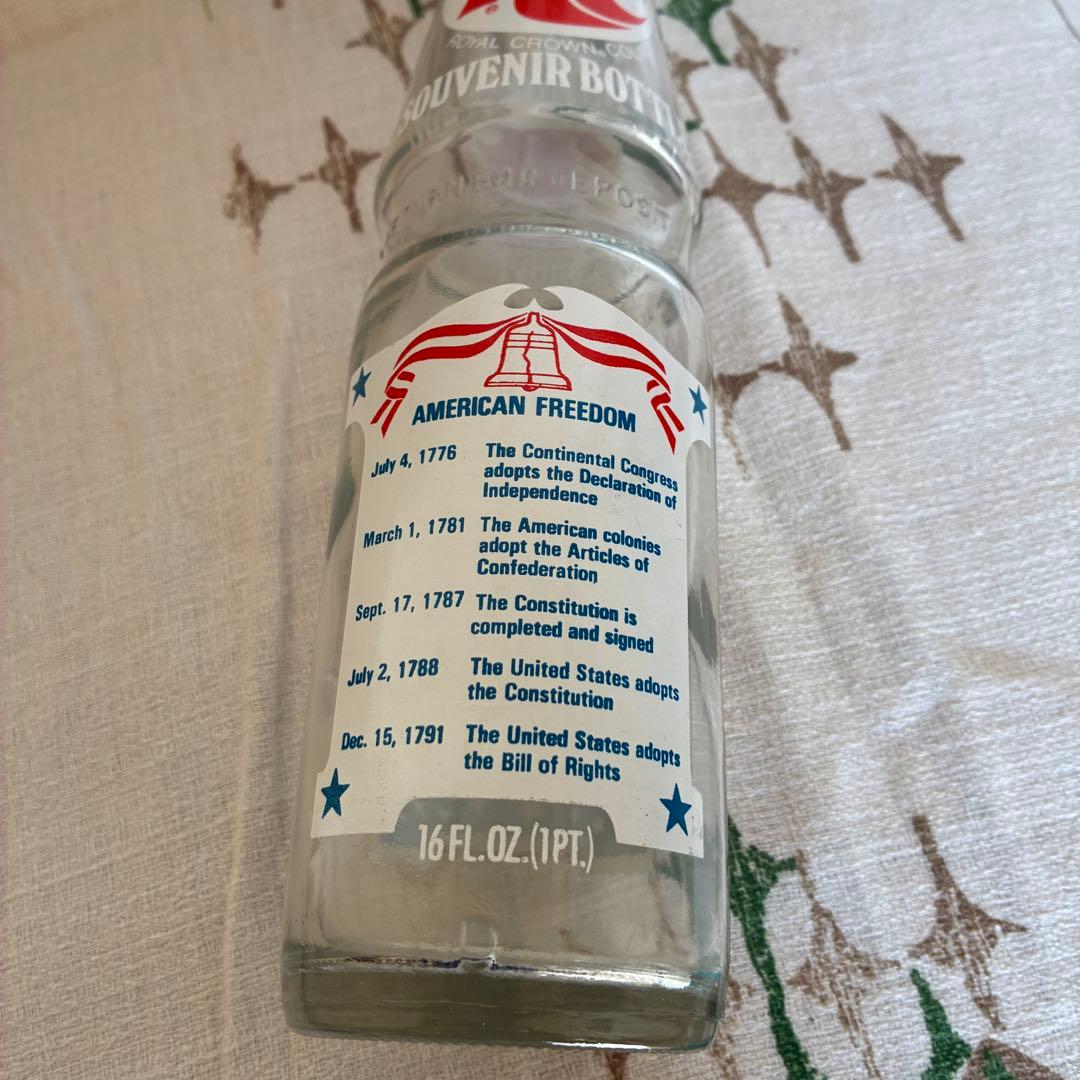 ROYAL CROWN
SOUVENIR
RETURN FOR DEPOSIT
AMERICAN FREEDOM
July 4, 1776 The Continental Congress
adopts the Declaration of
Independence
March 1, 1781 The American colonies
adopt the Articles of
Confederation
Sept. 17, 1787 The Constitution is
completed and signed
July 2, 1788 The United States adopts
the Constitution
Dec. 15, 1791 The United States adopts
the Bill of Rights
16 FL. OZ. (1 PT.)